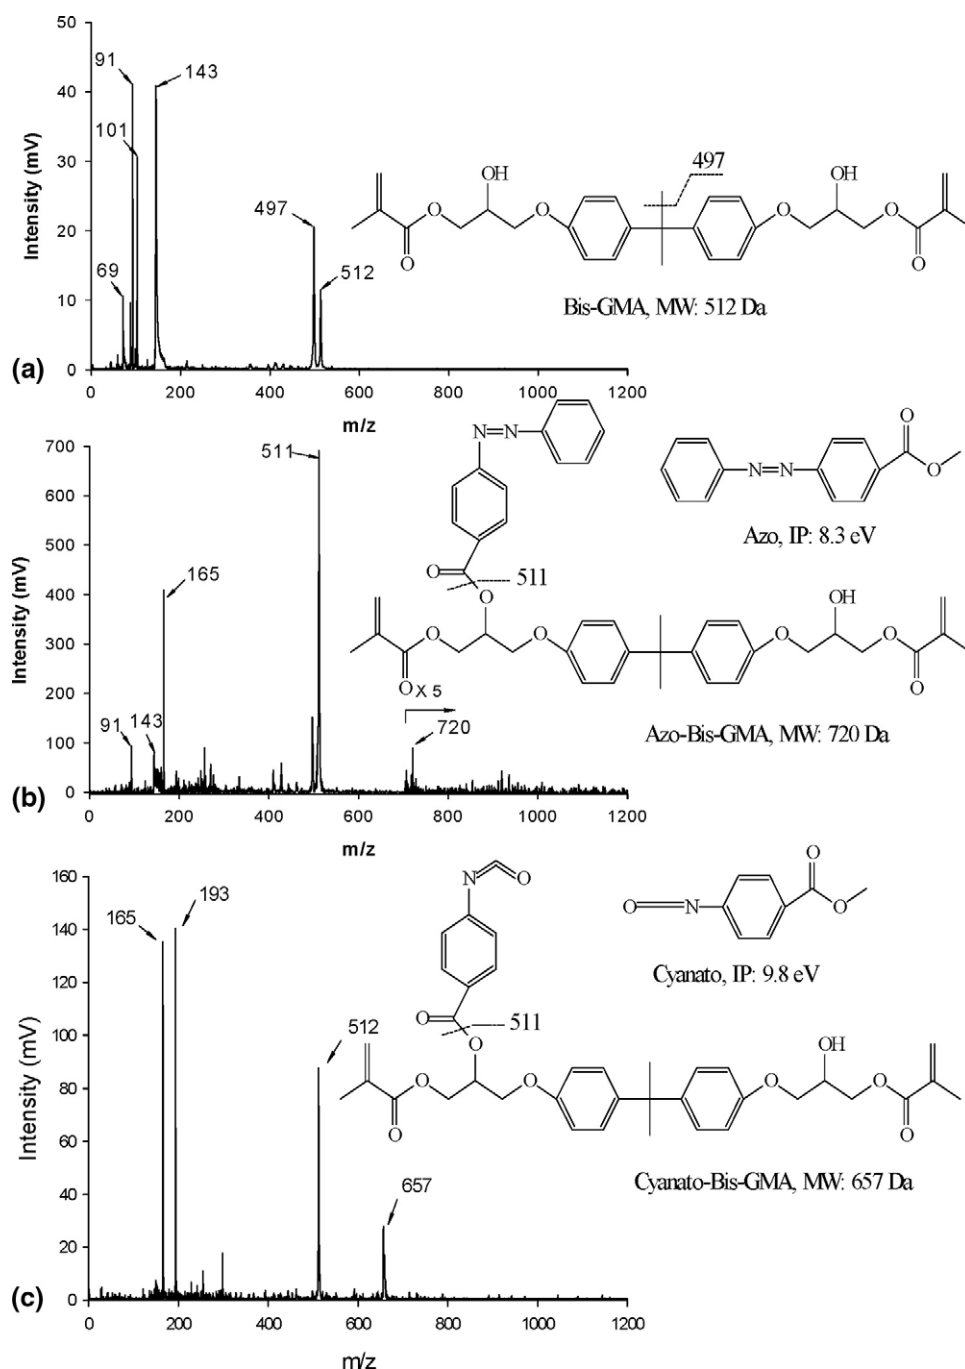 50
40
30
20
10
0
Intensity (mV)
91
143
101
69
497
512
0
200
400
600
800
1000
1200
m/z
(a)
OH
497
OH
O
O
O
O
O
O
Bis-GMA, MW: 512 Da
700
600
500
400
300
200
100
0
Intensity (mV)
511
165
91
143
X 5
720
0
200
400
600
800
1000
1200
m/z
(b)
N=N
O
511
O
OH
O
O
O
O
O
O
N=N
O
O
Azo, IP: 8.3 eV
Azo-Bis-GMA, MW: 720 Da
160
140
120
100
80
60
40
20
0
Intensity (mV)
165
193
512
657
0
200
400
600
800
1000
1200
m/z
(c)
N
O
O
511
O
OH
O
O
O
O
O
O
O
N
O
O
Cyanato, IP: 9.8 eV
Cyanato-Bis-GMA, MW: 657 Da